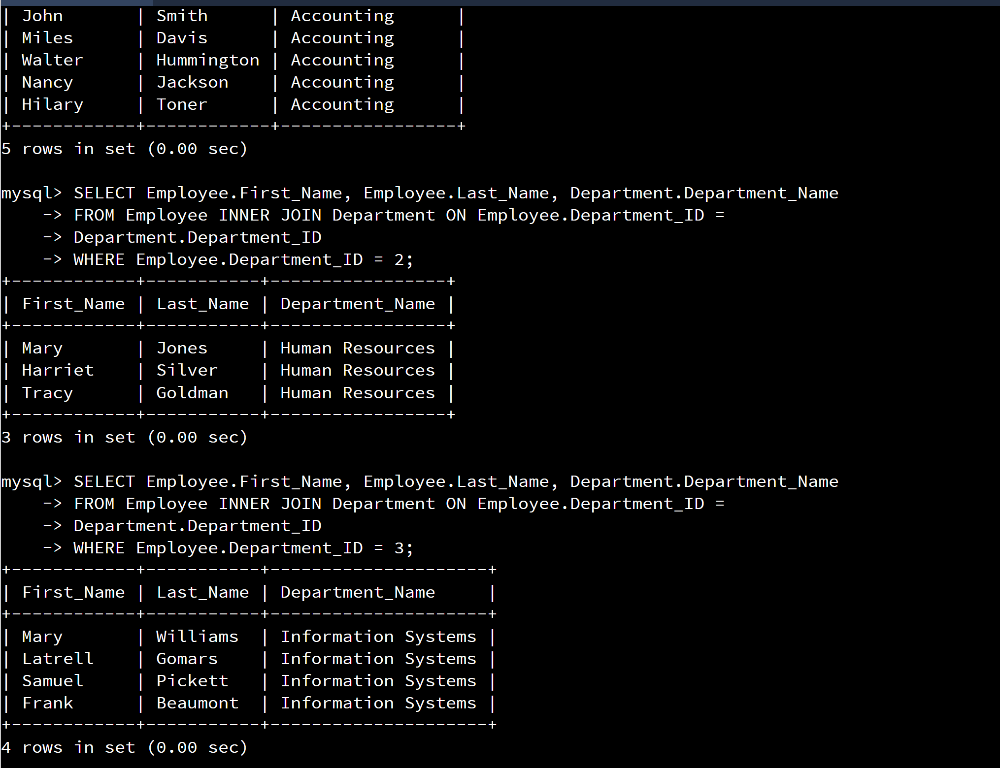 | John       | Smith      | Accounting      |
| Miles      | Davis      | Accounting      |
| Walter     | Hummington | Accounting      |
| Nancy      | Jackson    | Accounting      |
| Hilary     | Toner      | Accounting      |
+------------+------------+-----------------+
5 rows in set (0.00 sec)
mysql> SELECT Employee.First_Name, Employee.Last_Name, Department.Department_Name
    -> FROM Employee INNER JOIN Department ON Employee.Department_ID =
    -> Department.Department_ID
    -> WHERE Employee.Department_ID = 2;
+------------+-----------+-----------------+
| First_Name | Last_Name | Department_Name |
+------------+-----------+-----------------+
| Mary       | Jones     | Human Resources |
| Harriet    | Silver    | Human Resources |
| Tracy      | Goldman   | Human Resources |
+------------+-----------+-----------------+
3 rows in set (0.00 sec)
mysql> SELECT Employee.First_Name, Employee.Last_Name, Department.Department_Name
    -> FROM Employee INNER JOIN Department ON Employee.Department_ID =
    -> Department.Department_ID
    -> WHERE Employee.Department_ID = 3;
+------------+-----------+---------------------+
| First_Name | Last_Name | Department_Name     |
+------------+-----------+---------------------+
| Mary       | Williams  | Information Systems |
| Latrell    | Gomars    | Information Systems |
| Samuel     | Pickett   | Information Systems |
| Frank      | Beaumont  | Information Systems |
+------------+-----------+---------------------+
4 rows in set (0.00 sec)